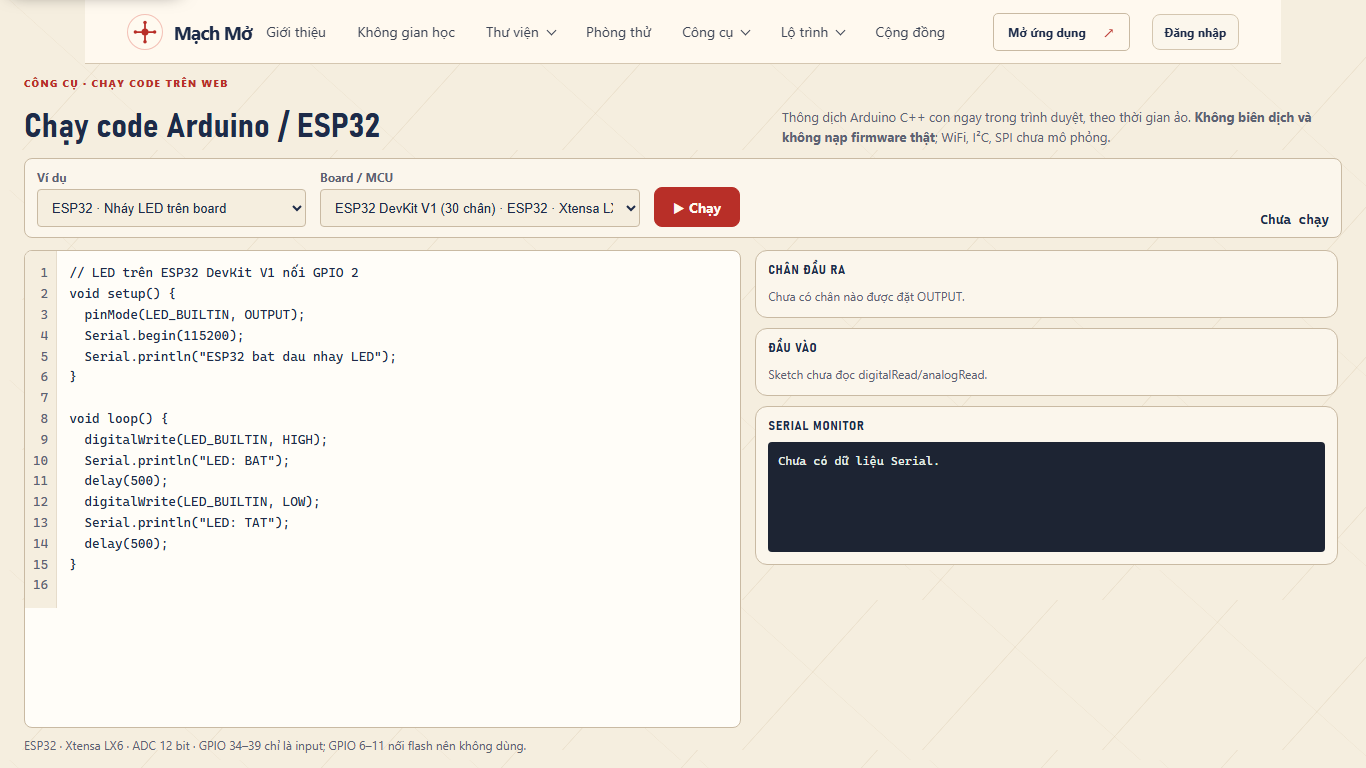 Mạch Mở
Giới thiệu
Không gian học
Thư viện
Phòng thử
Công cụ
Lộ trình
Cộng đồng
Mở ứng dụng ↗
Đăng nhập
CÔNG CỤ · CHẠY CODE TRÊN WEB
Chạy code Arduino / ESP32
Thông dịch Arduino C++ con ngay trong trình duyệt, theo thời gian ảo. Không biên dịch và
không nạp firmware thật; WiFi, I²C, SPI chưa mô phỏng.
Ví dụ
ESP32 · Nháy LED trên board
Board / MCU
ESP32 DevKit V1 (30 chân) · ESP32 · Xtensa LX
▶ Chạy
Chưa chạy
1 // LED trên ESP32 DevKit V1 nối GPIO 2
2 void setup() {
3 pinMode(LED_BUILTIN, OUTPUT);
4 Serial.begin(115200);
5 Serial.println("ESP32 bat dau nhay LED");
6 }
7
8 void loop() {
9 digitalWrite(LED_BUILTIN, HIGH);
10 Serial.println("LED: BAT");
11 delay(500);
12 digitalWrite(LED_BUILTIN, LOW);
13 Serial.println("LED: TAT");
14 delay(500);
15 }
16
CHÂN ĐẦU RA
Chưa có chân nào được đặt OUTPUT.
ĐẦU VÀO
Sketch chưa đọc digitalRead/analogRead.
SERIAL MONITOR
Chưa có dữ liệu Serial.
ESP32 · Xtensa LX6 · ADC 12 bit · GPIO 34–39 chỉ là input; GPIO 6–11 nối flash nên không dùng.